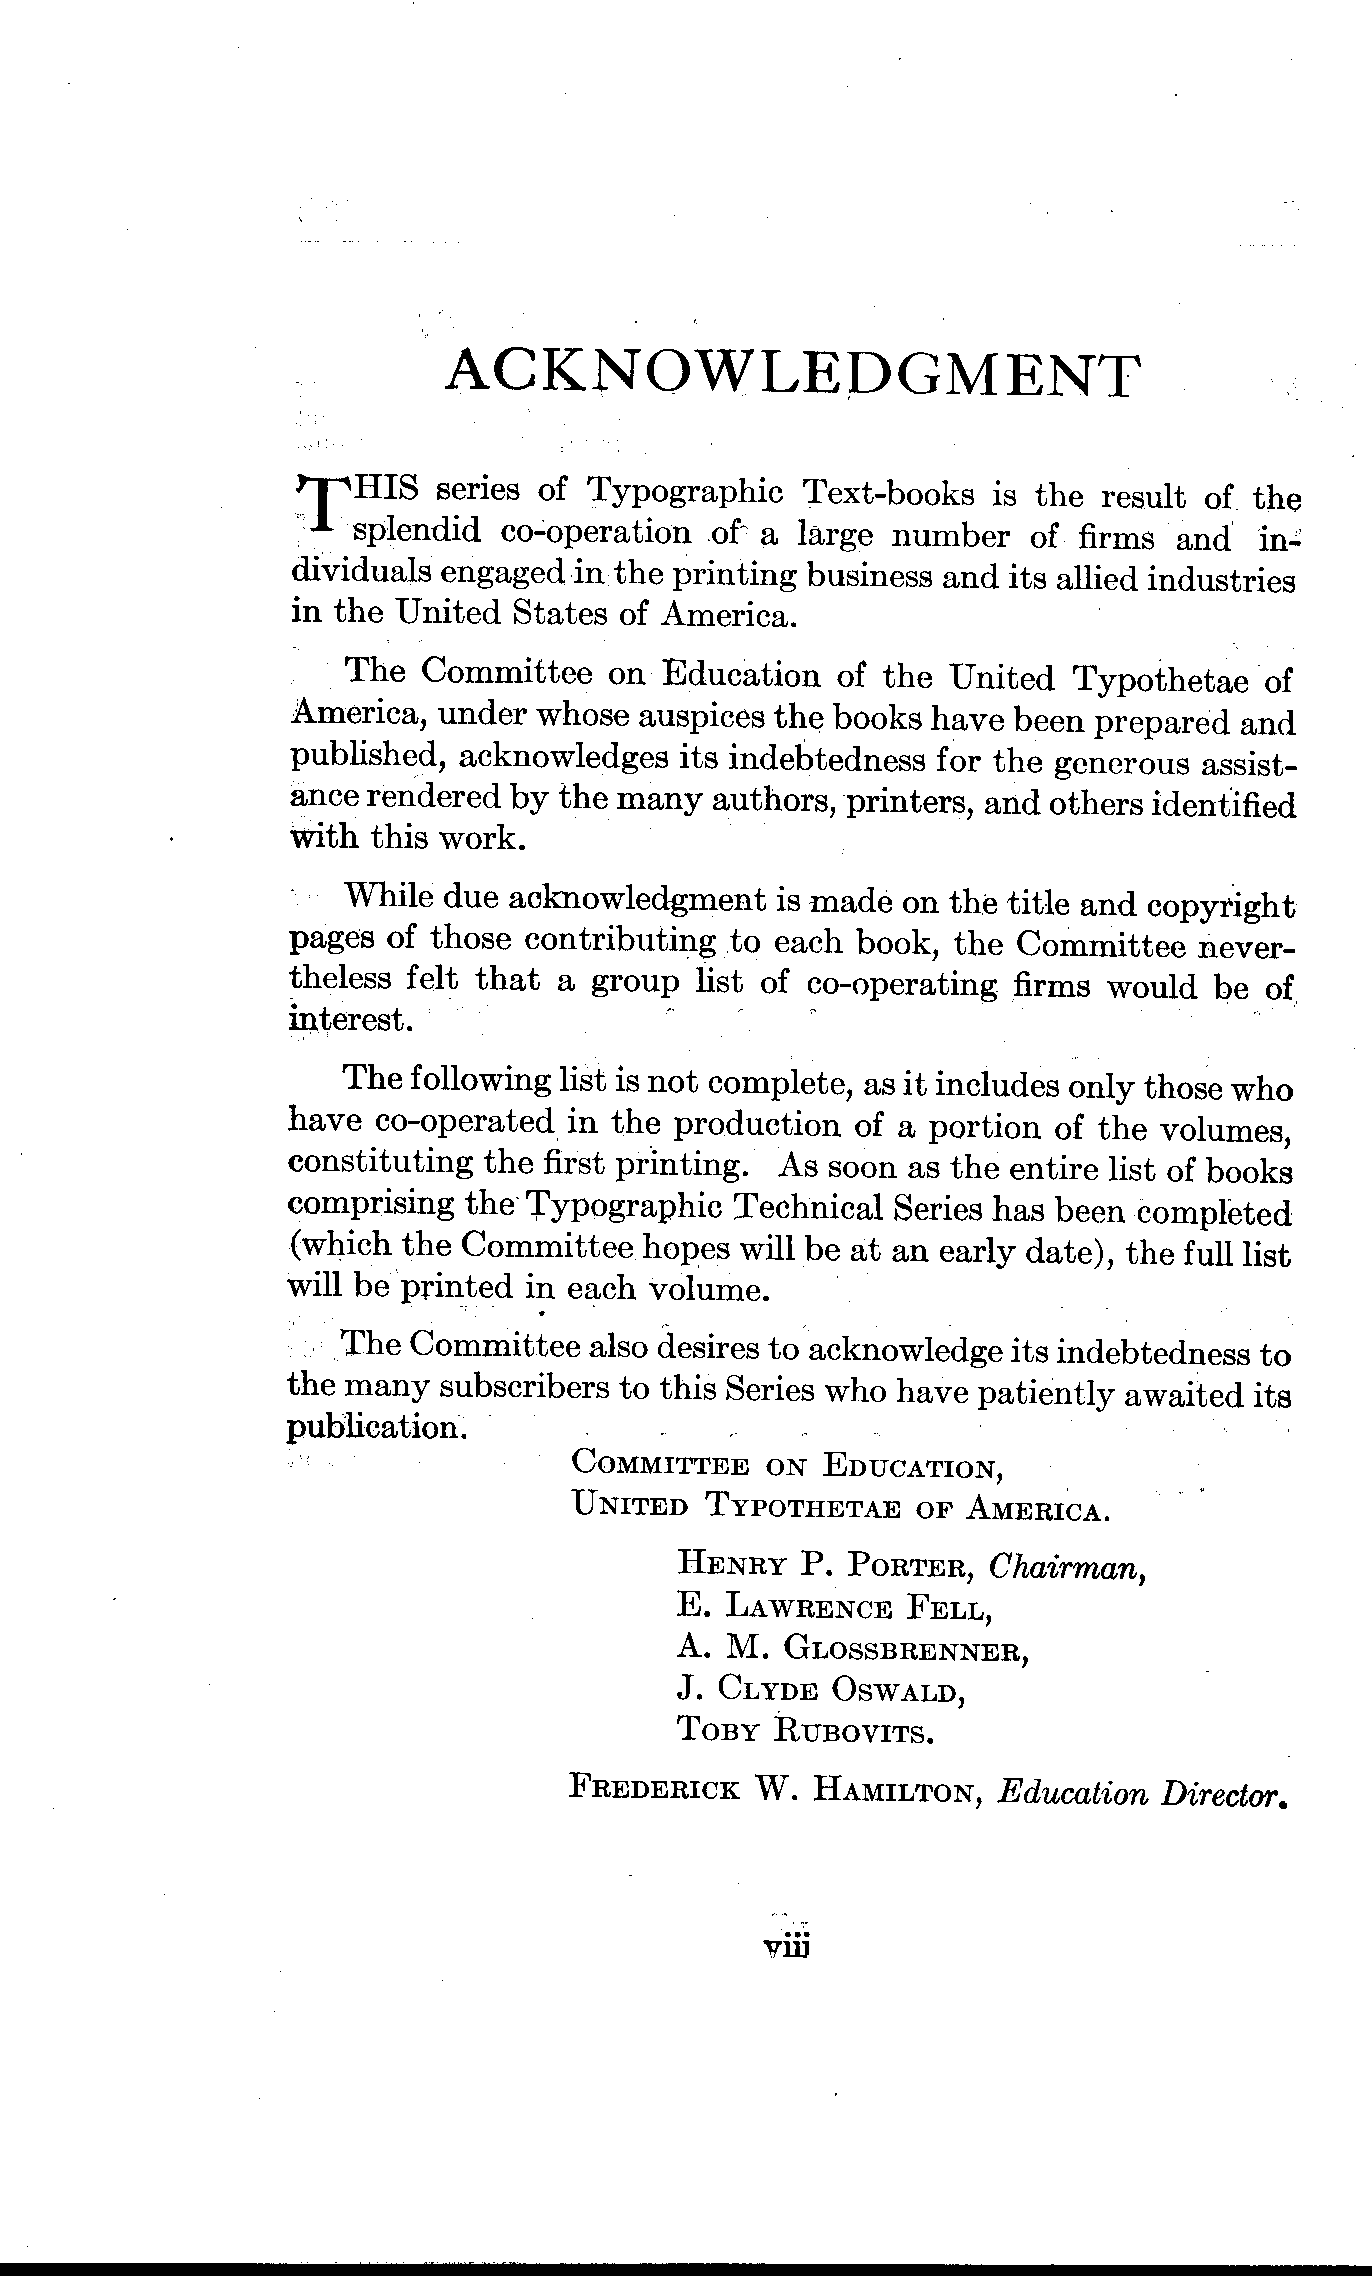 ACKNOWLEDGMENT
THIS series of Typographic Text-books is the result of the
splendid co-operation of a large number of firms and in-
dividuals engaged in the printing business and its allied industries
in the United States of America.
The Committee on Education of the United Typothetae of
America, under whose auspices the books have been prepared and
published, acknowledges its indebtedness for the generous assist-
ance rendered by the many authors, printers, and others identified
with this work.
While due acknowledgment is made on the title and copyright
pages of those contributing to each book, the Committee never-
theless felt that a group list of co-operating firms would be of
interest.
The following list is not complete, as it includes only those who
have co-operated in the production of a portion of the volumes,
constituting the first printing. As soon as the entire list of books
comprising the Typographic Technical Series has been completed
(which the Committee hopes will be at an early date), the full list
will be printed in each volume.
The Committee also desires to acknowledge its indebtedness to
the many subscribers to this Series who have patiently awaited its
publication.
COMMITTEE ON EDUCATION,
UNITED TYPOTHETAE OF AMERICA.
HENRY P. PORTER, Chairman,
E. LAWRENCE FELL,
A. M. GLOSSBRENNER,
J. CLYDE OSWALD,
TOBY RUBOVITS.
FREDERICK W. HAMILTON, Education Director.
viii